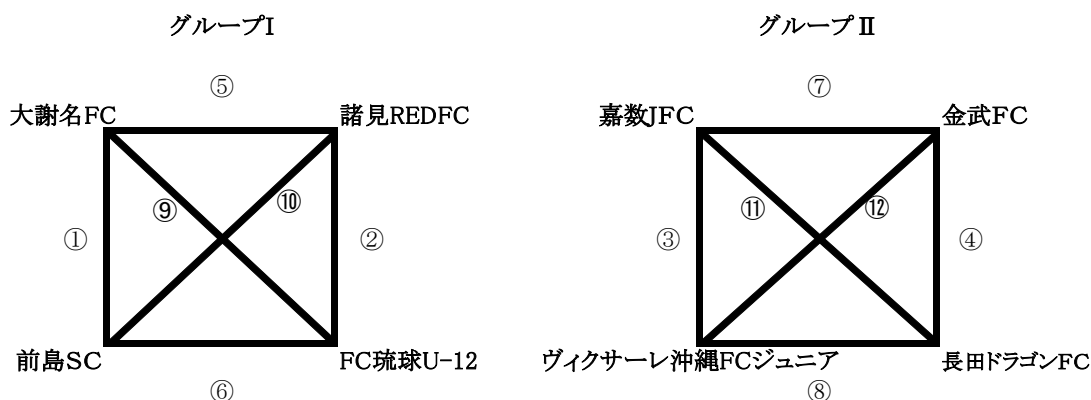 グループI
グループⅡ
⑤
⑦
大謝名FC
諸見REDFC
嘉数JFC
金武FC
⑨
⑩
⑪
⑫
①
②
③
④
前島SC
FC琉球U-12
ヴィクサーレ沖縄FCジュニア
長田ドラゴンFC
⑥
⑧